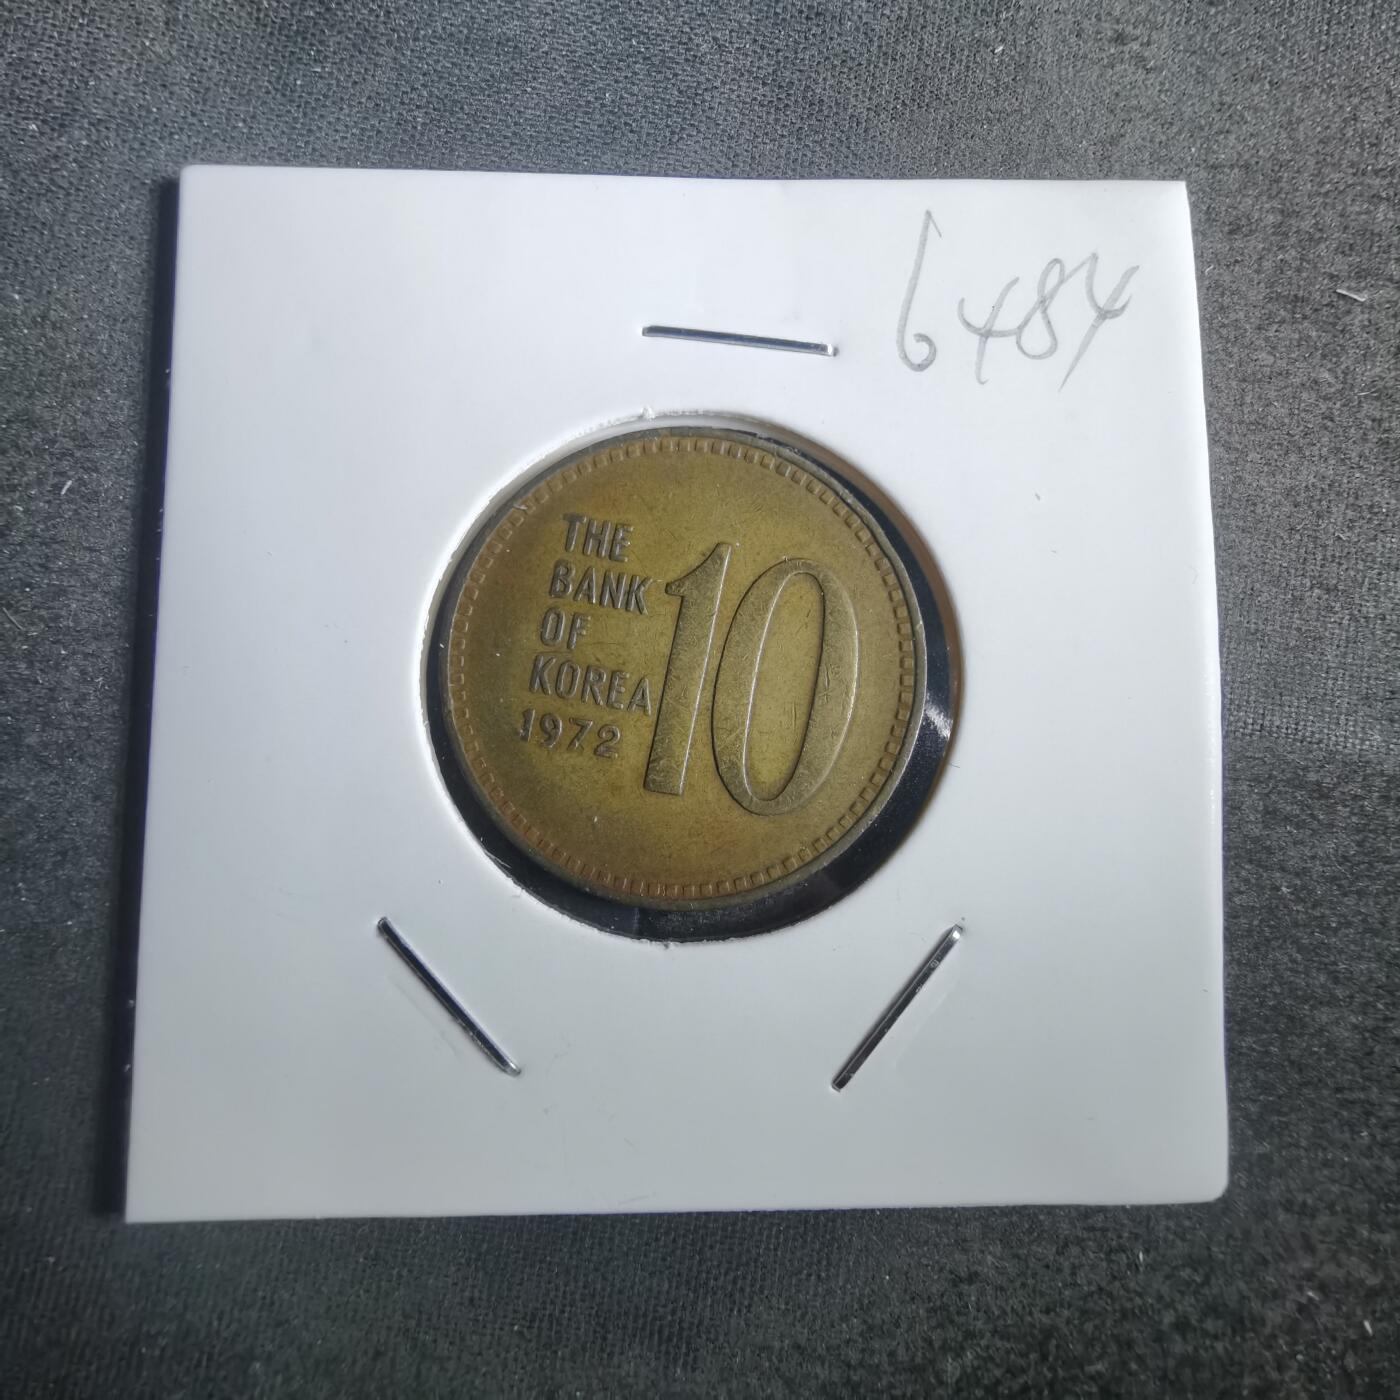 6484
THE
BANK
OF
KOREA
1972
10